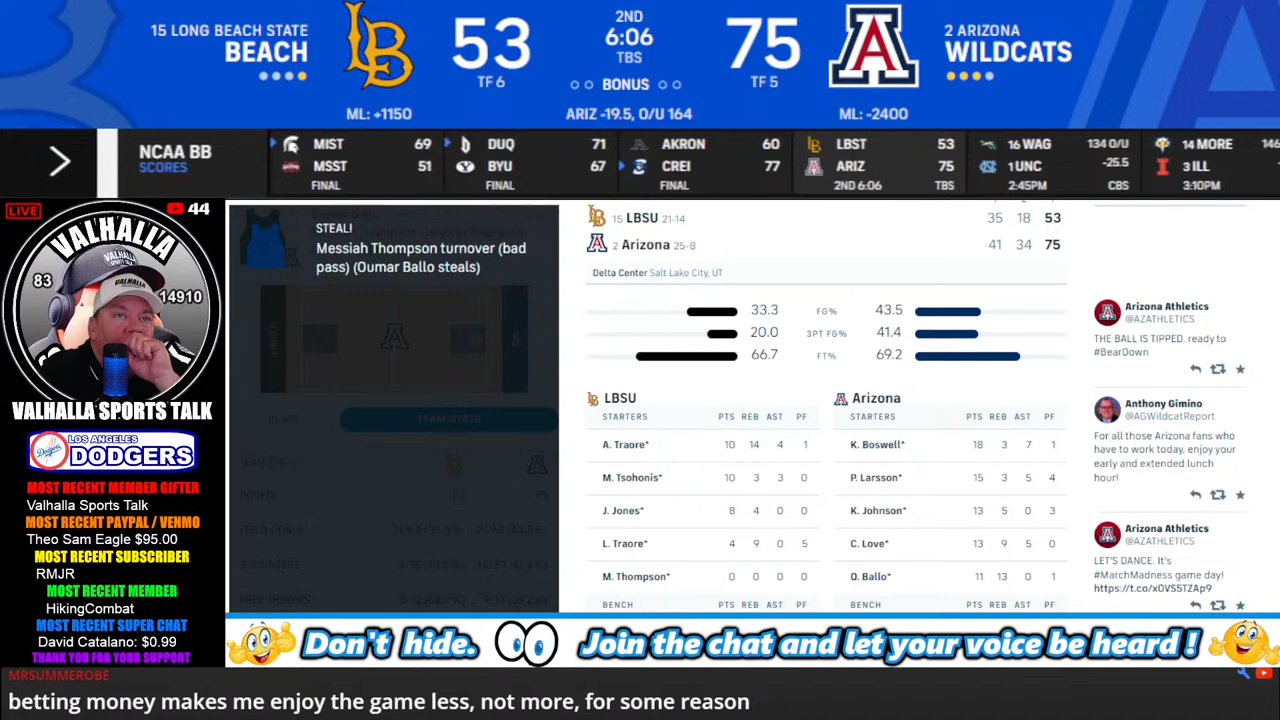 15 LONG BEACH STATE
BEACH
ML: +1150
53
TF 6
2ND
6:06
TBS
BONUS
ARIZ -19.5, O/U 164
75
TF 5
ML: -2400
2 ARIZONA
WILDCATS
NCAA BB
SCORES
MIST 69
MSST 51
FINAL
DUQ 71
BYU 67
FINAL
AKRON 60
CREI 77
FINAL
LBST 53
ARIZ 75
2ND 6:06 TBS
16 WAG 134 O/U
1 UNC -25.5
2:45PM CBS
14 MORE 146
3 ILL
3:10PM
LIVE
44
VALHALLA
83
14910
VALHALLA SPORTS TALK
LOS ANGELES
DODGERS
MOST RECENT MEMBER GIFTER
Valhalla Sports Talk
MOST RECENT PAYPAL / VENMO
Theo Sam Eagle $95.00
MOST RECENT SUBSCRIBER
RMJR
MOST RECENT MEMBER
HikingCombat
MOST RECENT SUPER CHAT
David Catalano: $0.99
THANK YOU FOR YOUR SUPPORT
STEAL!
Messiah Thompson turnover (bad
pass) (Oumar Ballo steals)
TEAM STATS
15 LBSU 21-14 35 18 53
2 Arizona 25-8 41 34 75
Delta Center Salt Lake City, UT
33.3 FG% 43.5
20.0 3PT FG% 41.4
66.7 FT% 69.2
LBSU
STARTERS PTS REB AST PF
A. Traore* 10 14 4 1
M. Tsohonis* 10 3 3 0
J. Jones* 8 4 0 0
L. Traore* 4 9 0 5
M. Thompson* 0 0 0 0
BENCH PTS REB AST PF
Arizona
STARTERS PTS REB AST PF
K. Boswell* 18 3 7 1
P. Larsson* 15 3 5 4
K. Johnson* 13 5 0 3
C. Love* 13 9 5 0
O. Ballo* 11 13 0 1
BENCH PTS REB AST PF
Arizona Athletics
@AZATHLETICS
THE BALL IS TIPPED. ready to
#BearDown
Anthony Gimino
@AGWildcatReport
For all those Arizona fans who
have to work today, enjoy your
early and extended lunch
hour!
Arizona Athletics
@AZATHLETICS
LET'S DANCE. It's
#MarchMadness game day!
https://t.co/xOVS5TZAp9
Don't hide. Join the chat and let your voice be heard !
MRSUMMEROBE
betting money makes me enjoy the game less, not more, for some reason